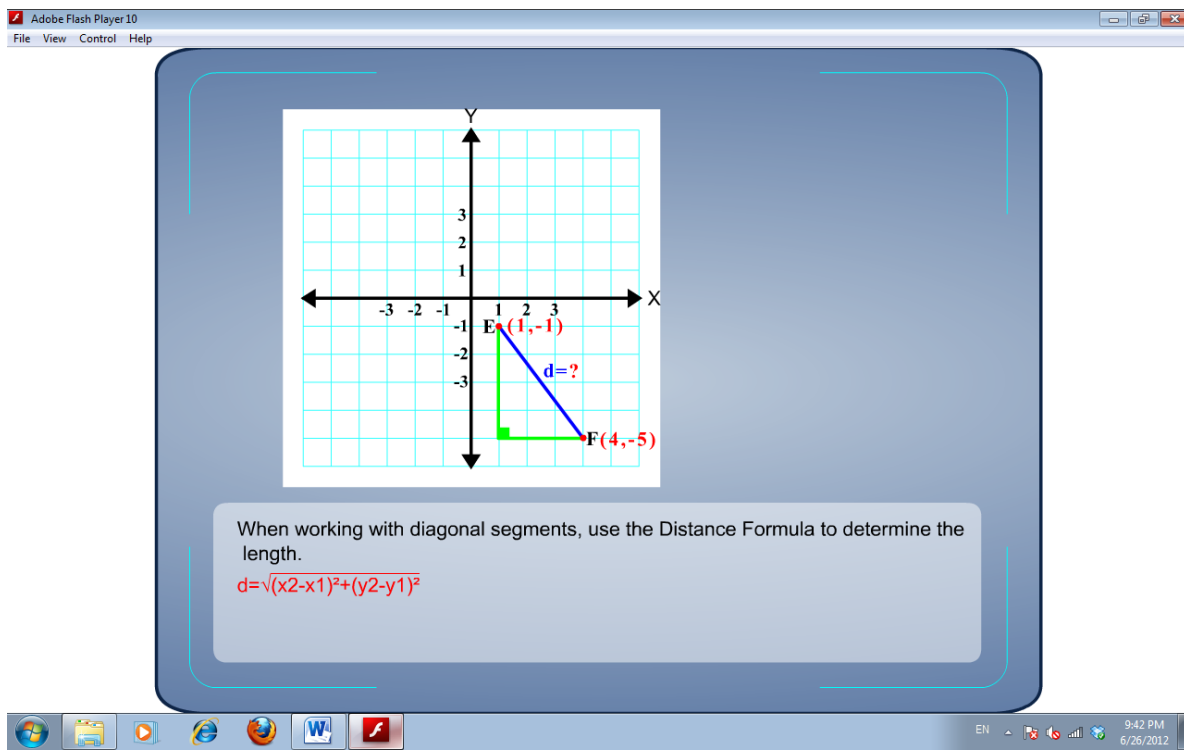 Adobe Flash Player 10
File View Control Help
Y
3
2
1
X
-3 -2 -1 1 2 3
-1 E (1,-1)
-2
d=?
-3
F(4,-5)
When working with diagonal segments, use the Distance Formula to determine the
length.
d=√(x2-x1)²+(y2-y1)²
W
EN
9:42 PM
6/26/2012